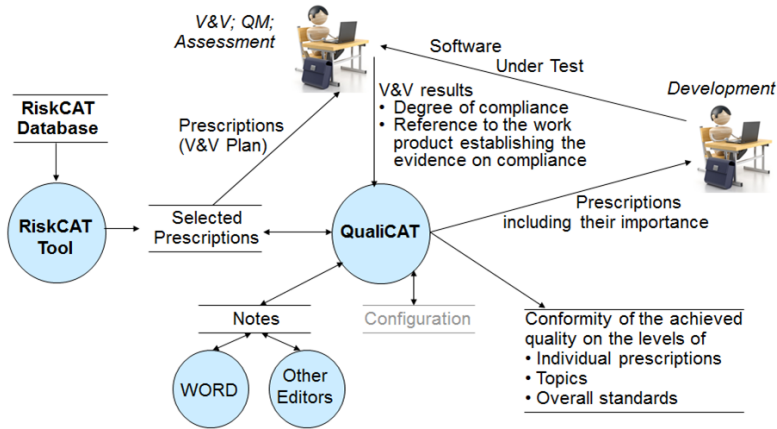 V&V; QM;
Assessment
Software
Under Test
Development
V&V results
• Degree of compliance
• Reference to the work
product establishing the
evidence on compliance
RiskCAT
Database
Prescriptions
(V&V Plan)
RiskCAT
Tool
Selected
Prescriptions
QualiCAT
Prescriptions
including their importance
Notes
Configuration
Conformity of the achieved
quality on the levels of
• Individual prescriptions
• Topics
• Overall standards
WORD
Other
Editors